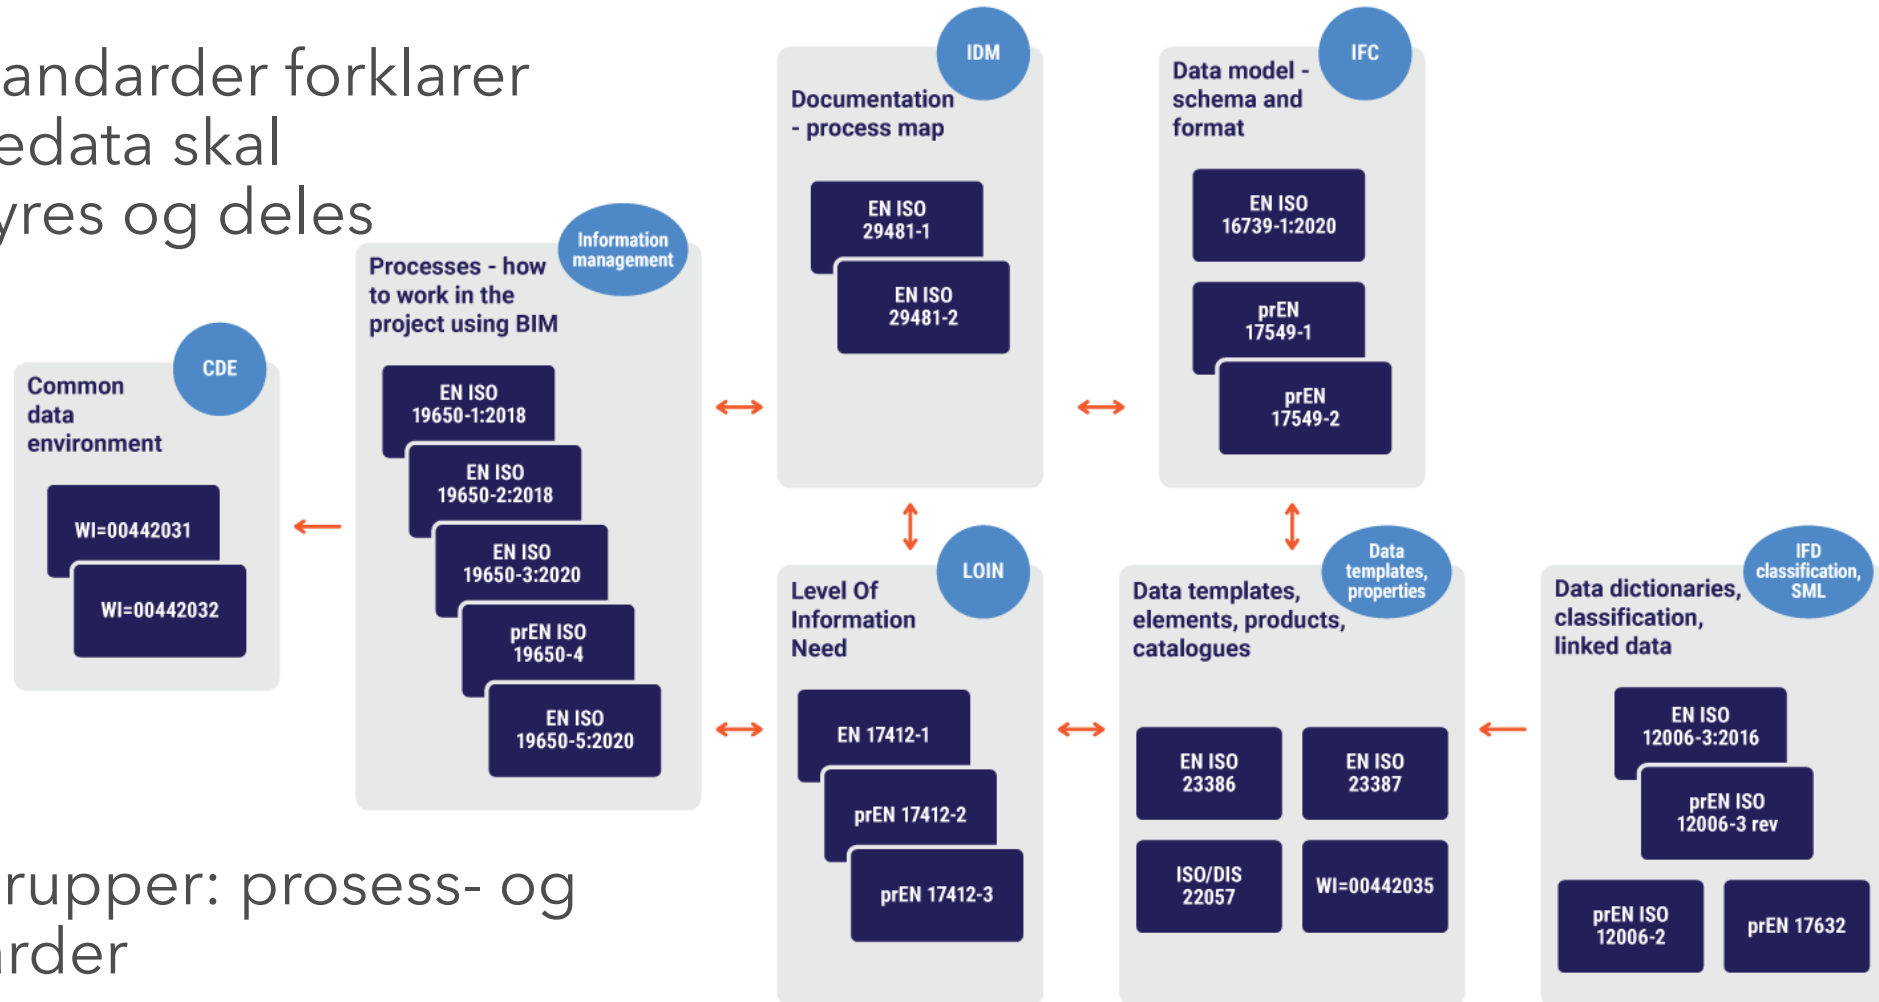 andarder forklarer
edata skal
yres og deles
CDE
Common
data
environment
WI=00442031
WI=00442032
Information
management
Processes - how
to work in the
project using BIM
EN ISO
19650-1:2018
EN ISO
19650-2:2018
EN ISO
19650-3:2020
prEN ISO
19650-4
EN ISO
19650-5:2020
IDM
Documentation
- process map
EN ISO
29481-1
EN ISO
29481-2
IFC
Data model -
schema and
format
EN ISO
16739-1:2020
prEN
17549-1
prEN
17549-2
LOIN
Level Of
Information
Need
EN 17412-1
prEN 17412-2
prEN 17412-3
Data
templates,
properties
Data templates,
elements, products,
catalogues
EN ISO
23386
EN ISO
23387
ISO/DIS
22057
WI=00442035
IFD
classification,
SML
Data dictionaries,
classification,
linked data
EN ISO
12006-3:2016
prEN ISO
12006-3 rev
prEN ISO
12006-2
prEN 17632
rupper: prosess- og
arder